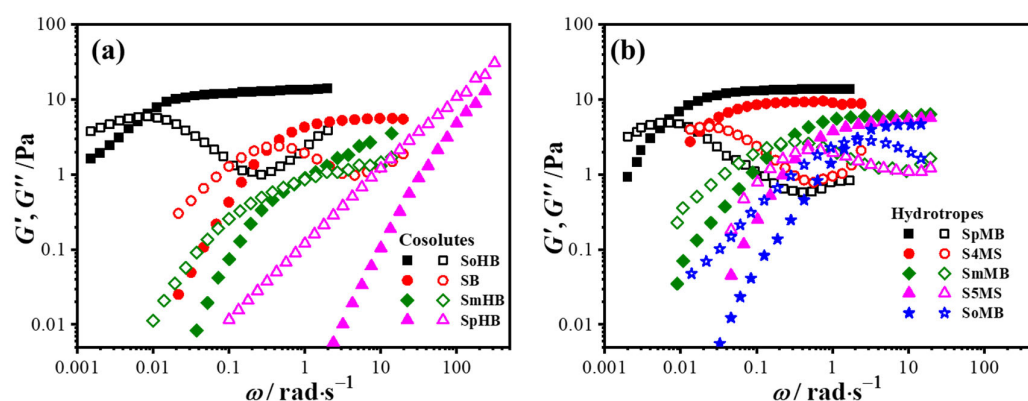 (a)
G′, G″ /Pa
100
10
1
0.1
0.01
0.001 0.01 0.1 1 10 100
ω / rad·s⁻¹
Cosolutes
SoHB
SB
SmHB
SpHB
(b)
G′, G″ /Pa
100
10
1
0.1
0.01
0.001 0.01 0.1 1 10 100
ω / rad·s⁻¹
Hydrotropes
SpMB
S4MS
SmMB
S5MS
SoMB